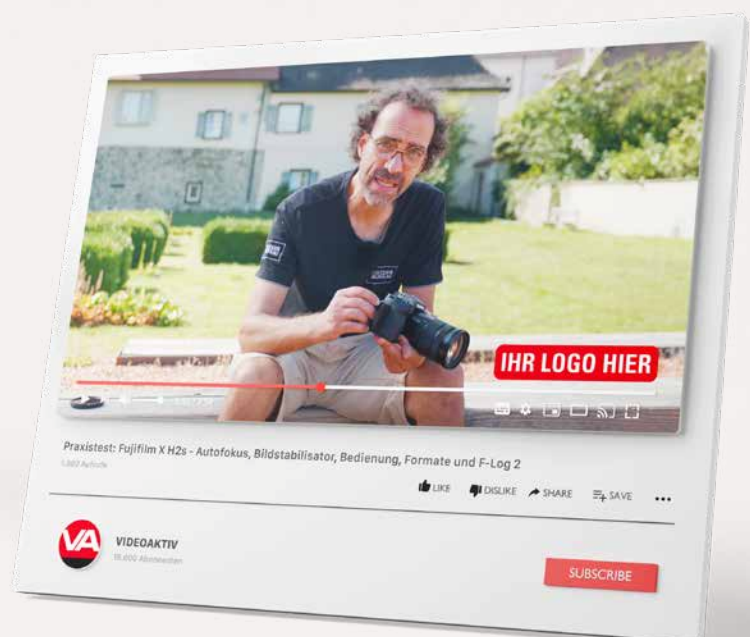 IHR LOGO HIER
Praxistest: Fujifilm X H2s - Autofokus, Bildstabilisator, Bedienung, Formate und F-Log 2
LIKE
DISLIKE
SHARE
SAVE
VA
VIDEOAKTIV
SUBSCRIBE